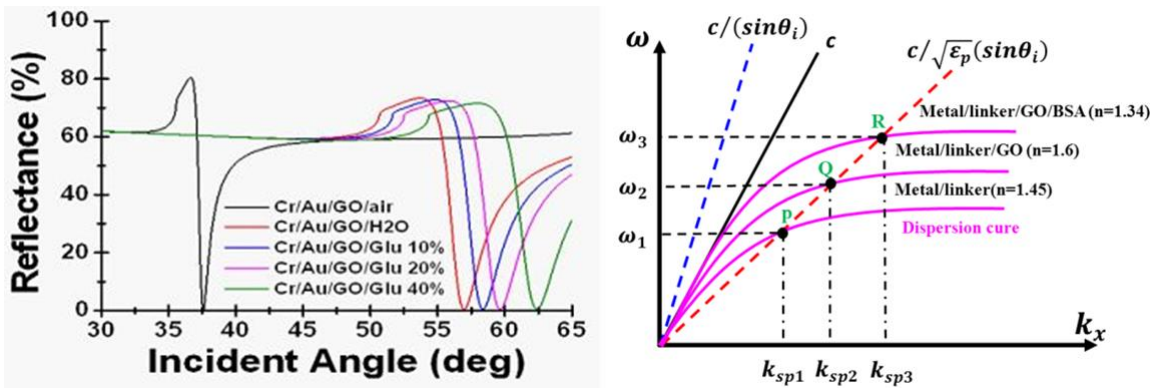 Reflectance (%)
100
80
60
40
20
0
Cr/Au/GO/air
Cr/Au/GO/H2O
Cr/Au/GO/Glu 10%
Cr/Au/GO/Glu 20%
Cr/Au/GO/Glu 40%
30 35 40 45 50 55 60 65
Incident Angle (deg)
ω
c/(sinθi)
c
c/√εp(sinθi)
Metal/linker/GO/BSA (n=1.34)
R
ω3
Metal/linker/GO (n=1.6)
Q
ω2
Metal/linker(n=1.45)
p
ω1
Dispersion cure
kx
ksp1 ksp2 ksp3